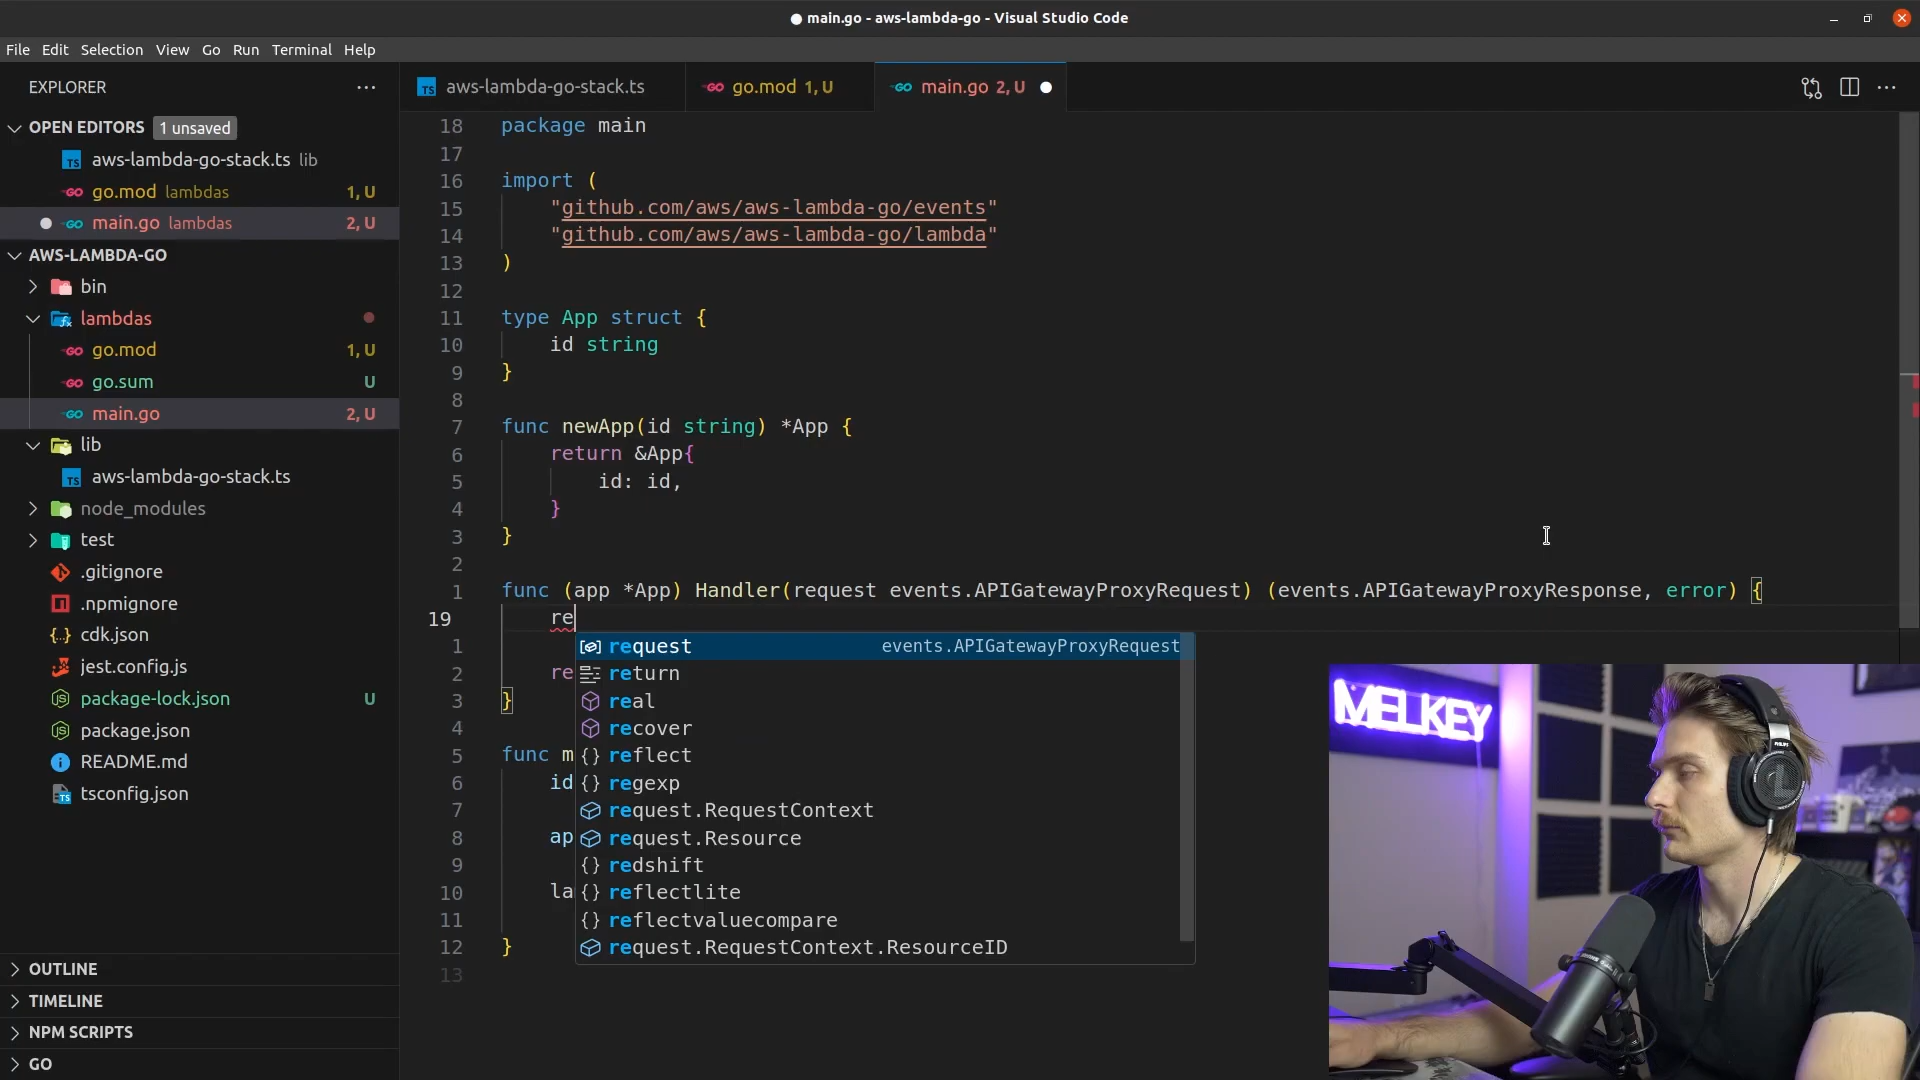 main.go - aws-lambda-go - Visual Studio Code
File Edit Selection View Go Run Terminal Help
EXPLORER
OPEN EDITORS 1 unsaved
aws-lambda-go-stack.ts lib
go.mod lambdas 1, U
main.go lambdas 2, U
AWS-LAMBDA-GO
bin
lambdas
go.mod 1, U
go.sum U
main.go 2, U
lib
aws-lambda-go-stack.ts
node_modules
test
.gitignore
.npmignore
cdk.json
jest.config.js
package-lock.json U
package.json
README.md
tsconfig.json
OUTLINE
TIMELINE
NPM SCRIPTS
GO
aws-lambda-go-stack.ts go.mod 1, U main.go 2, U
18 package main
17
16 import (
15 "github.com/aws/aws-lambda-go/events"
14 "github.com/aws/aws-lambda-go/lambda"
13 )
12
11 type App struct {
10 id string
9 }
8
7 func newApp(id string) *App {
6 return &App{
5 id: id,
4 }
3 }
2
1 func (app *App) Handler(request events.APIGatewayProxyRequest) (events.APIGatewayProxyResponse, error) {
19 re
1
2 re
3 }
4
5 func m
6 id
7
8 ap
9
10 la
11
12 }
13
request events.APIGatewayProxyRequest
return
real
recover
reflect
regexp
request.RequestContext
request.Resource
redshift
reflectlite
reflectvaluecompare
request.RequestContext.ResourceID
MELKEY